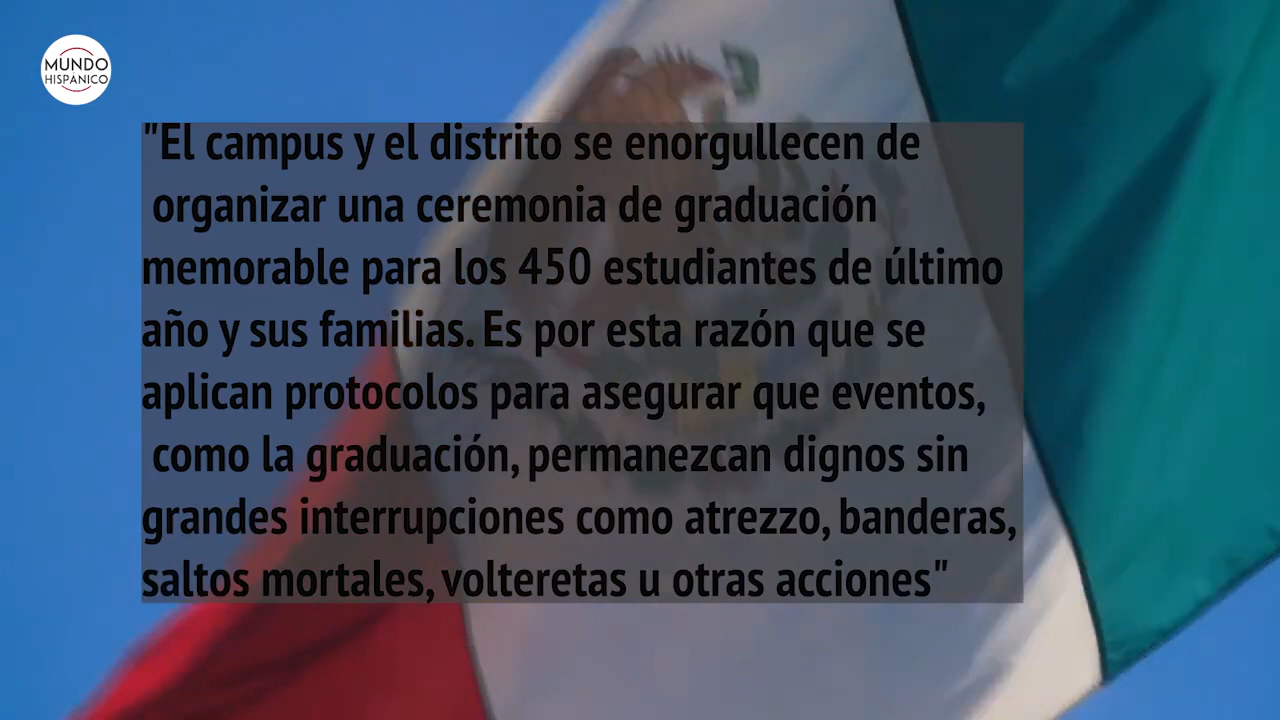 MUNDO
HISPÁNICO
"El campus y el distrito se enorgullecen de
organizar una ceremonia de graduación
memorable para los 450 estudiantes de último
año y sus familias. Es por esta razón que se
aplican protocolos para asegurar que eventos,
como la graduación, permanezcan dignos sin
grandes interrupciones como atrezzo, banderas,
saltos mortales, volteretas u otras acciones"